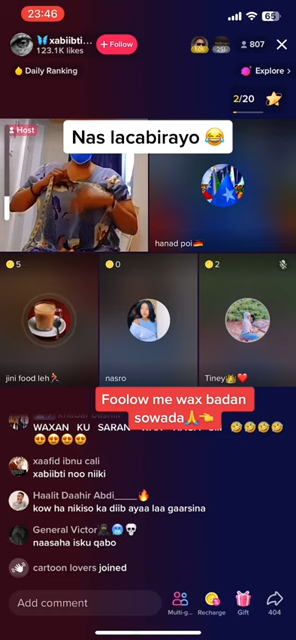 23:46
65
xabiibti...
+ Follow
807
123.1K likes
Daily Ranking
Explore >
2/20
Host
Nas lacabirayo 😂
hanad poi🇩🇪
5
0
2
jini food leh🏃
nasro
Tiney👑❤️
Foolow me wax badan
sowada🙏👈
WAXAN KU SARAN
🤣🤣🤣🤣
😍😍😍😍
xaafid ibnu cali
xabiibti noo niiki
Haalit Daahir Abdi____🔥
kow ha nikiso ka diib ayaa laa gaarsina
General Victor🥶💀
naasaha isku qabo
cartoon lovers joined
Add comment
Multi-g...
Recharge
Gift
404